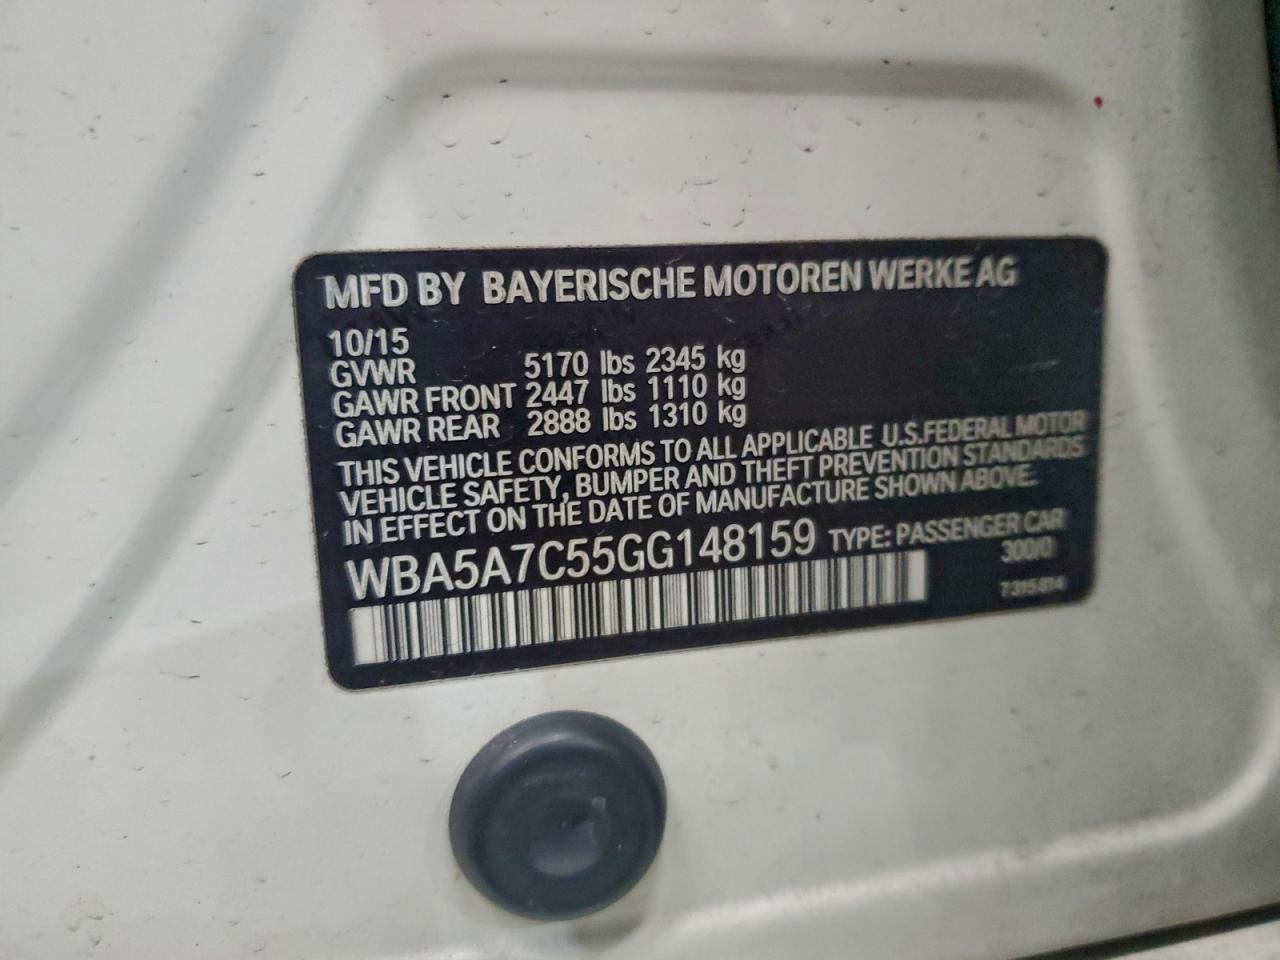 MFD BY BAYERISCHE MOTOREN WERKE AG
10/15
GVWR 5170 lbs 2345 kg
GAWR FRONT 2447 lbs 1110 kg
GAWR REAR 2888 lbs 1310 kg
THIS VEHICLE CONFORMS TO ALL APPLICABLE U.S.FEDERAL MOTOR
VEHICLE SAFETY, BUMPER AND THEFT PREVENTION STANDARDS
IN EFFECT ON THE DATE OF MANUFACTURE SHOWN ABOVE.
WBA5A7C55GG148159 TYPE: PASSENGER CAR
300/0
7315814